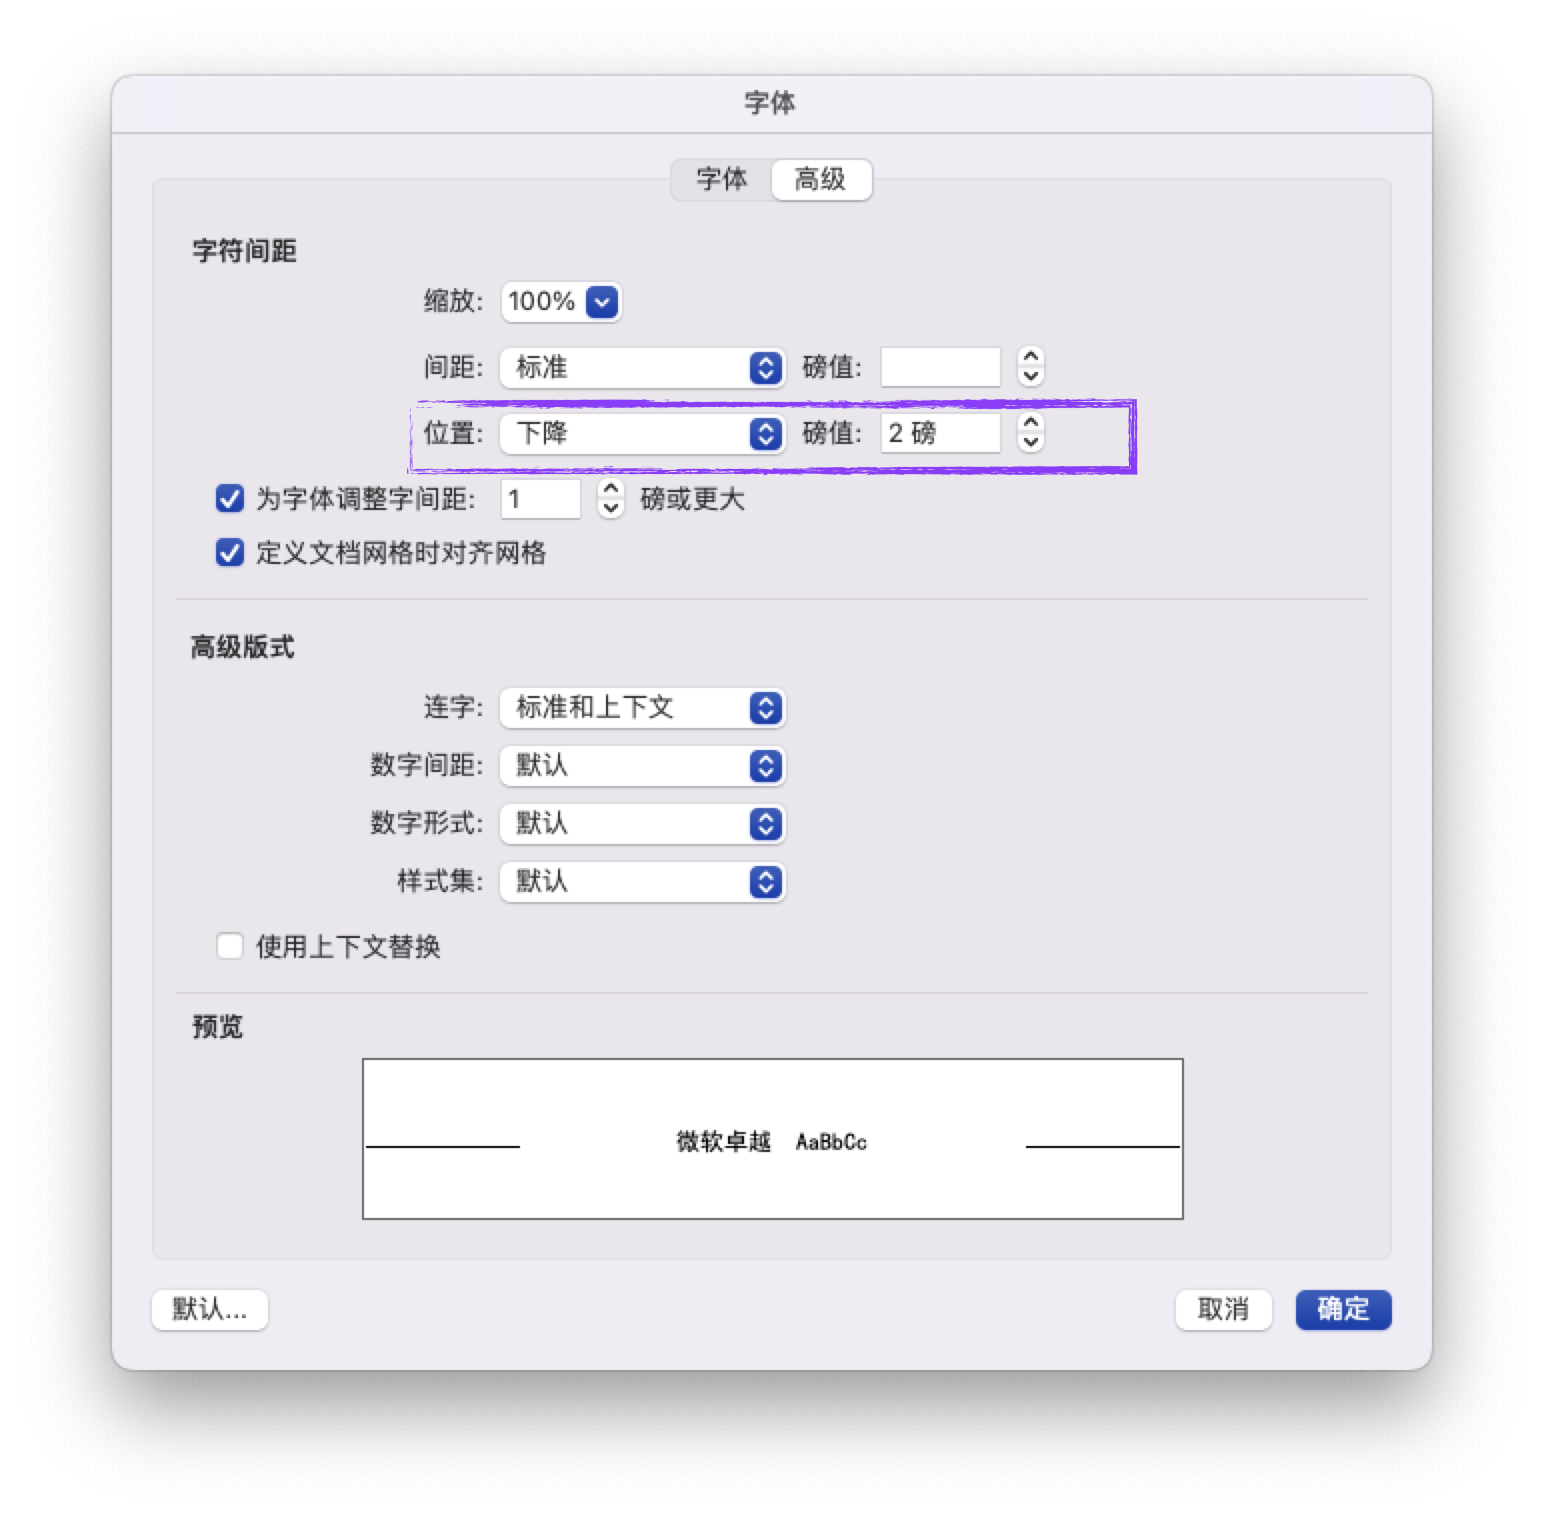 字体
字体 高级
字符间距
缩放: 100%
间距: 标准 磅值:
位置: 下降 磅值: 2 磅
为字体调整字间距: 1 磅或更大
定义文档网格时对齐网格
高级版式
连字: 标准和上下文
数字间距: 默认
数字形式: 默认
样式集: 默认
使用上下文替换
预览
微软卓越 AaBbCc
默认... 取消 确定